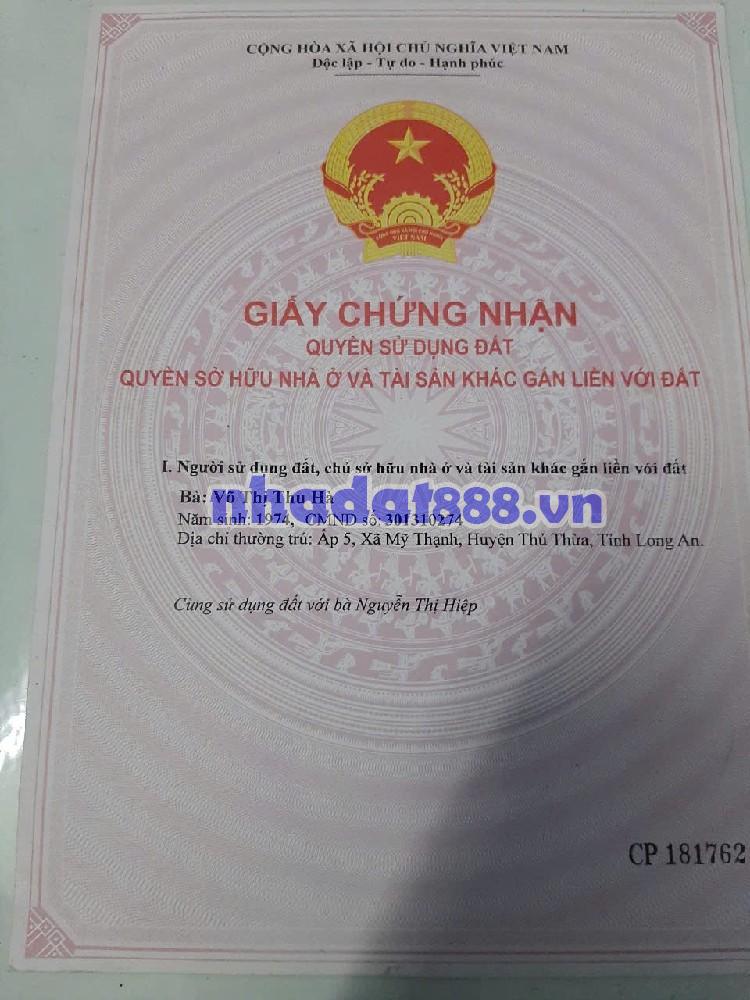 CỘNG HÒA XÃ HỘI CHỦ NGHĨA VIỆT NAM
Độc lập - Tự do - Hạnh phúc
VIỆT NAM
GIẤY CHỨNG NHẬN
QUYỀN SỬ DỤNG ĐẤT
QUYỀN SỞ HỮU NHÀ Ở VÀ TÀI SẢN KHÁC GẮN LIỀN VỚI ĐẤT
I. Người sử dụng đất, chủ sở hữu nhà ở và tài sản khác gắn liền với đất
Bà: Võ Thị Thu Hà
nhadat888.vn
Năm sinh: 1974, CMND số: 301310274
Địa chỉ thường trú: Ấp 5, Xã Mỹ Thạnh, Huyện Thủ Thừa, Tỉnh Long An.
Cùng sử dụng đất với bà Nguyễn Thị Hiệp
CP 181762